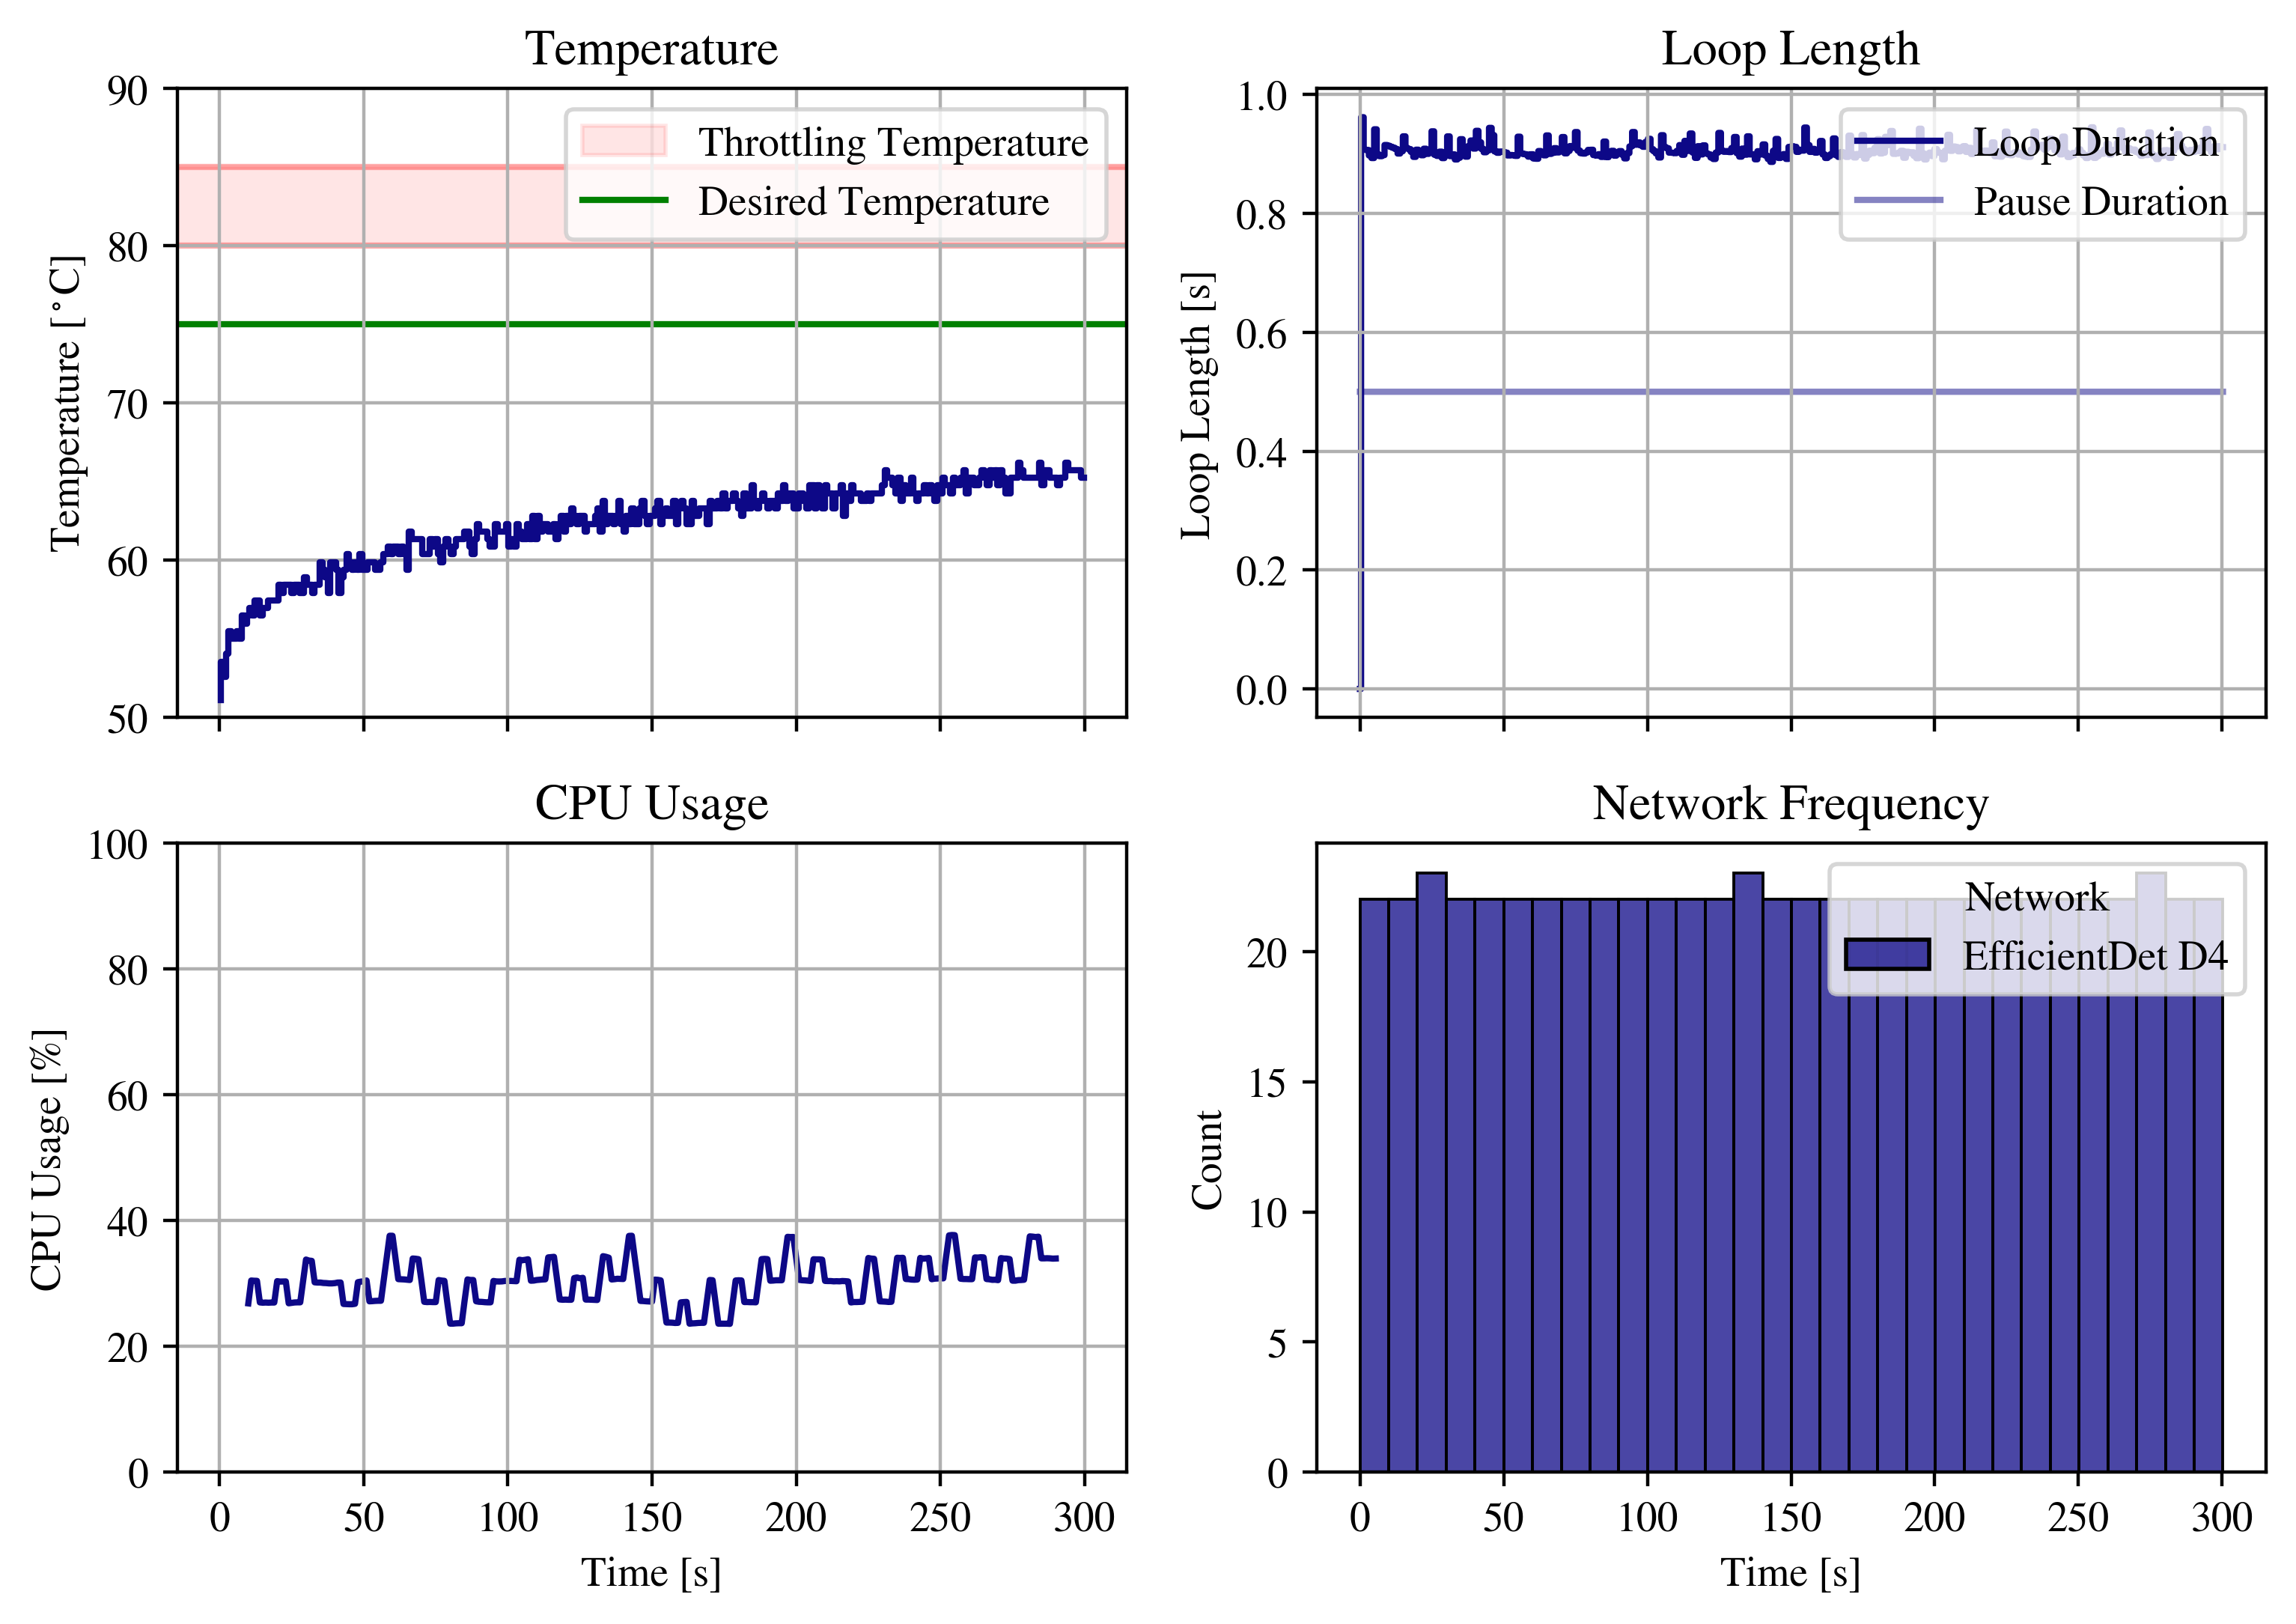 Temperature
90
80
70
60
50
Temperature [°C]
Throttling Temperature
Desired Temperature
Loop Length
1.0
0.8
0.6
0.4
0.2
0.0
Loop Length [s]
Loop Duration
Pause Duration
CPU Usage
100
80
60
40
20
0
CPU Usage [%]
0 50 100 150 200 250 300
Time [s]
Network Frequency
20
15
10
5
0
Count
Network
EfficientDet D4
0 50 100 150 200 250 300
Time [s]